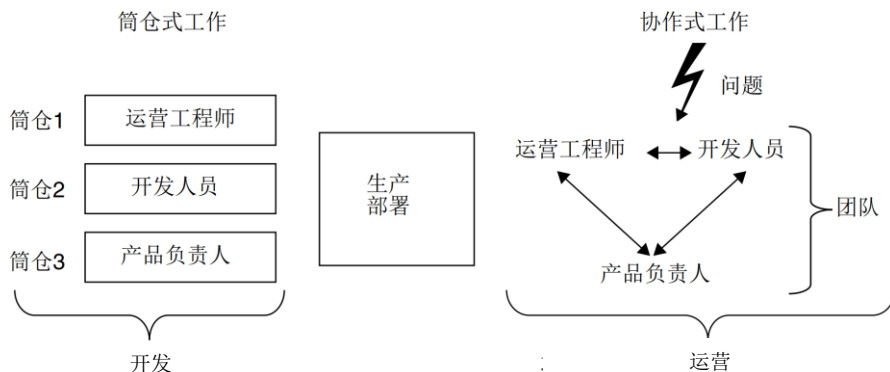 筒仓式工作
协作式工作
问题
筒仓1
运营工程师
筒仓2
开发人员
筒仓3
产品负责人
生产
部署
运营工程师
开发人员
产品负责人
团队
开发
:
运营